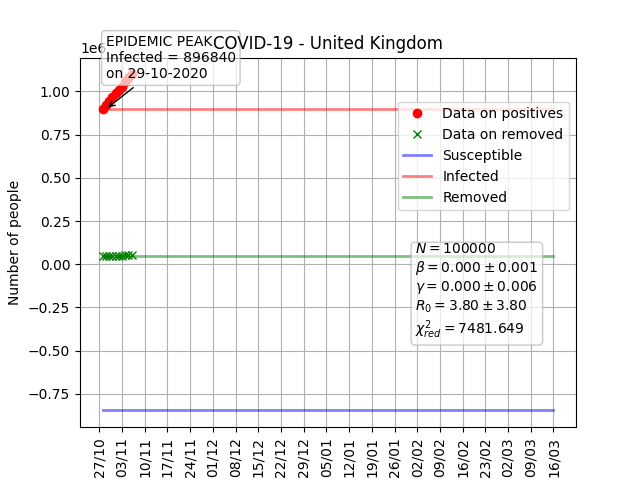 COVID-19 - United Kingdom
1e6
EPIDEMIC PEAK
Infected = 896840
on 29-10-2020
Number of people
1.00
0.75
0.50
0.25
0.00
−0.25
−0.50
−0.75
Data on positives
Data on removed
Susceptible
Infected
Removed
N = 100000
β = 0.000 ± 0.001
γ = 0.000 ± 0.006
R₀ = 3.80 ± 3.80
χ²red = 7481.649
27/10
03/11
10/11
17/11
24/11
01/12
08/12
15/12
22/12
29/12
05/01
12/01
19/01
26/01
02/02
09/02
16/02
23/02
02/03
09/03
16/03